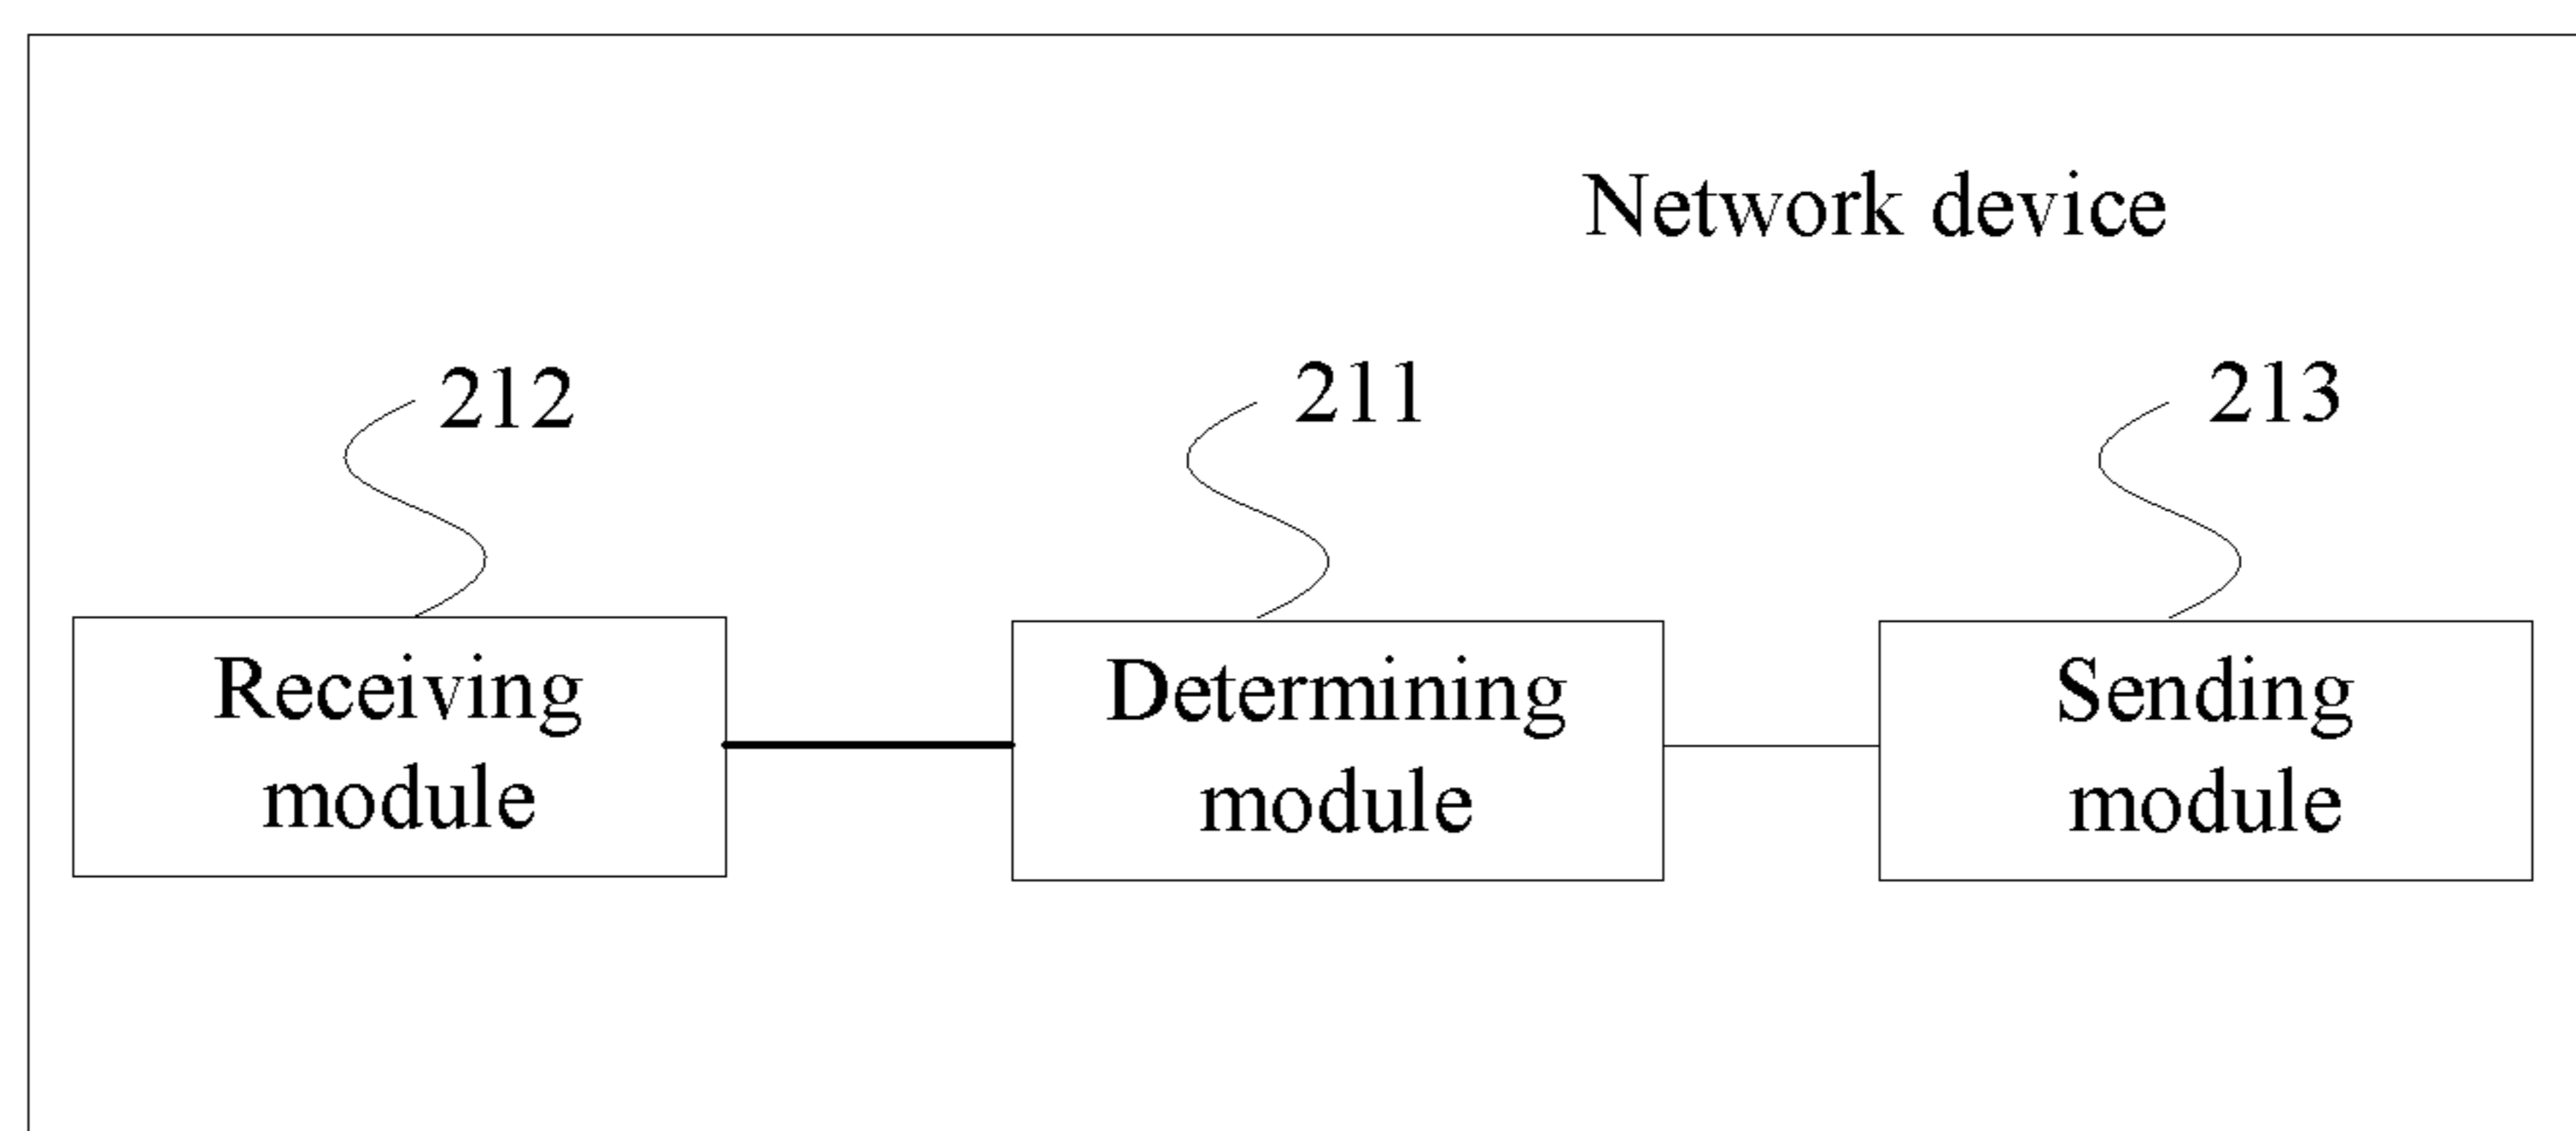 Network device
212
211
213
Receiving
module
Determining
module
Sending
module